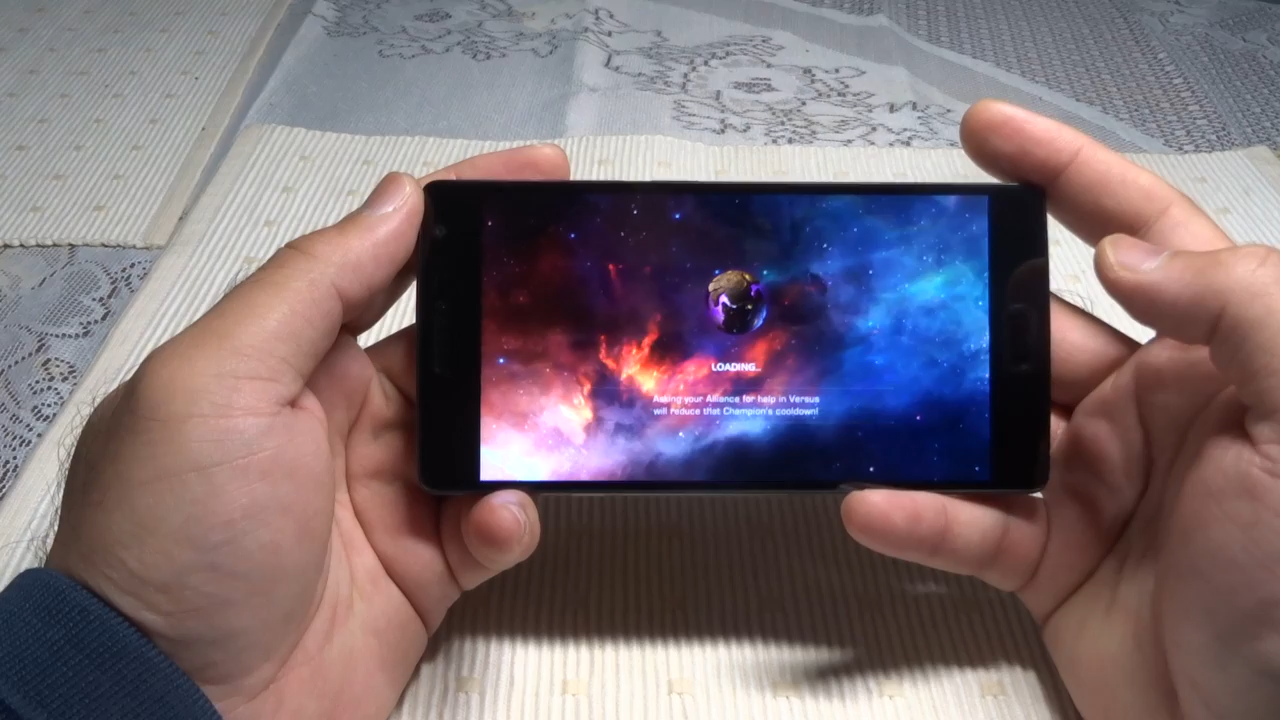 LOADING...
Asking your Alliance for help in Versus
will reduce that Champion's cooldown!